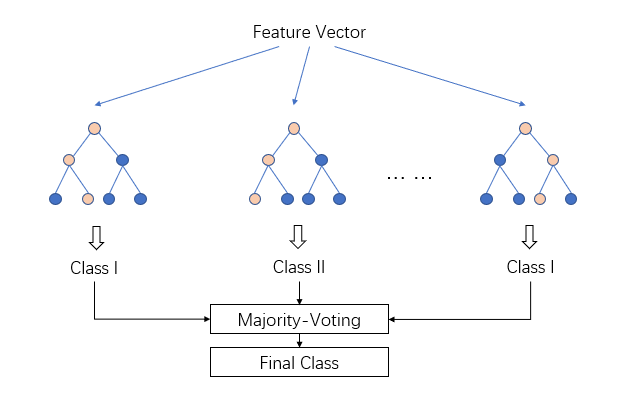 Feature Vector
... ...
Class I
Class II
Class I
Majority-Voting
Final Class